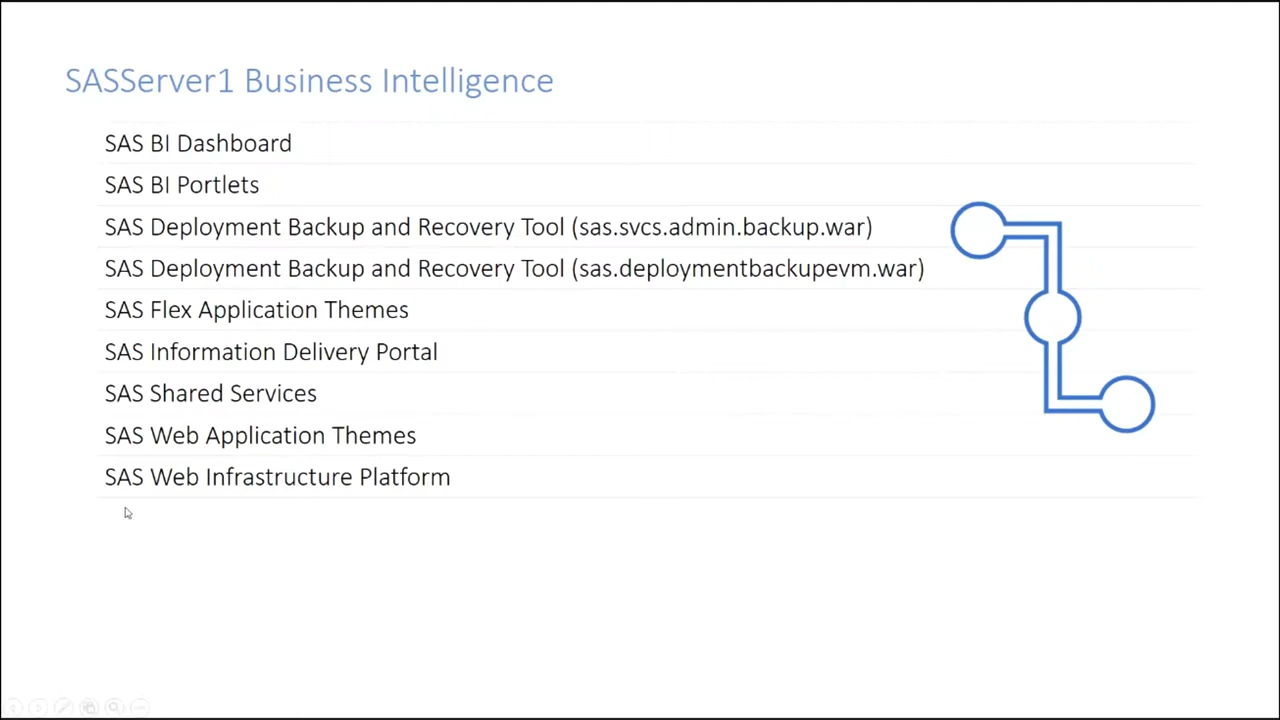 SASServer1 Business Intelligence
SAS BI Dashboard
SAS BI Portlets
SAS Deployment Backup and Recovery Tool (sas.svcs.admin.backup.war)
SAS Deployment Backup and Recovery Tool (sas.deploymentbackupevm.war)
SAS Flex Application Themes
SAS Information Delivery Portal
SAS Shared Services
SAS Web Application Themes
SAS Web Infrastructure Platform